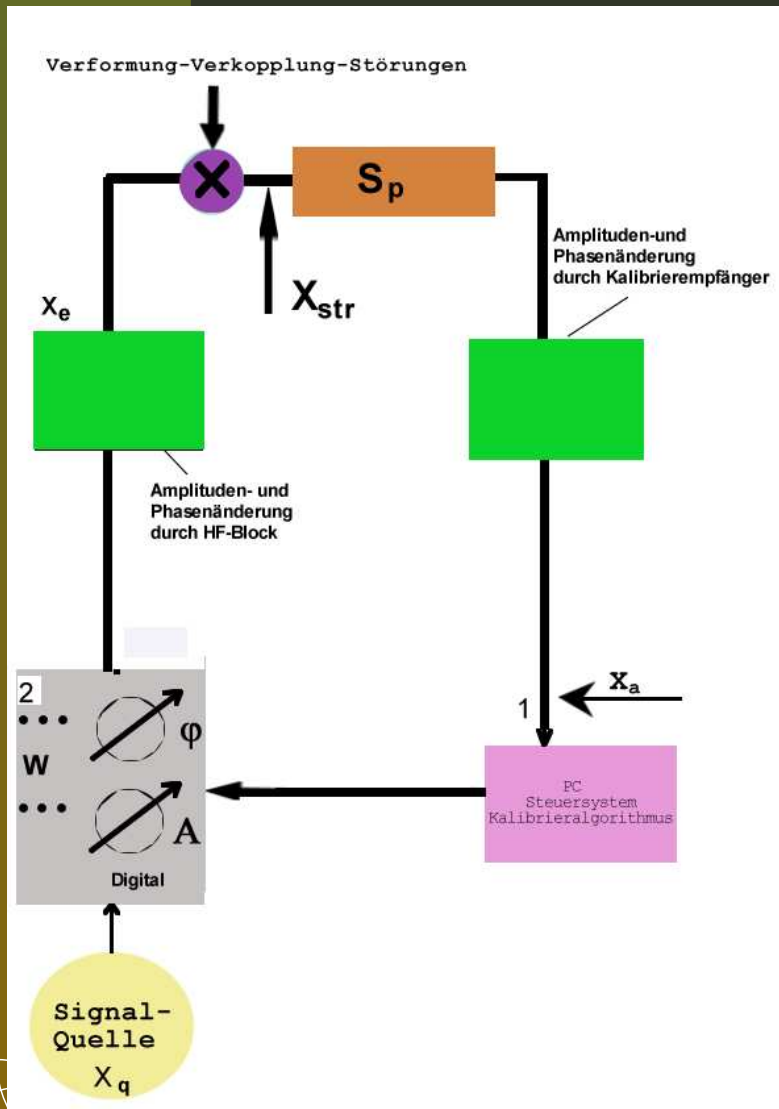 Verformung-Verkopplung-Störungen
X
Sp
Xstr
Xe
Amplituden-und
Phasenänderung
durch Kalibrierempfänger
Amplituden- und
Phasenänderung
durch HF-Block
2
φ
W
A
Digital
1
Xa
PC
Steuersystem
Kalibrieralgorithmus
Signal-
Quelle
Xq